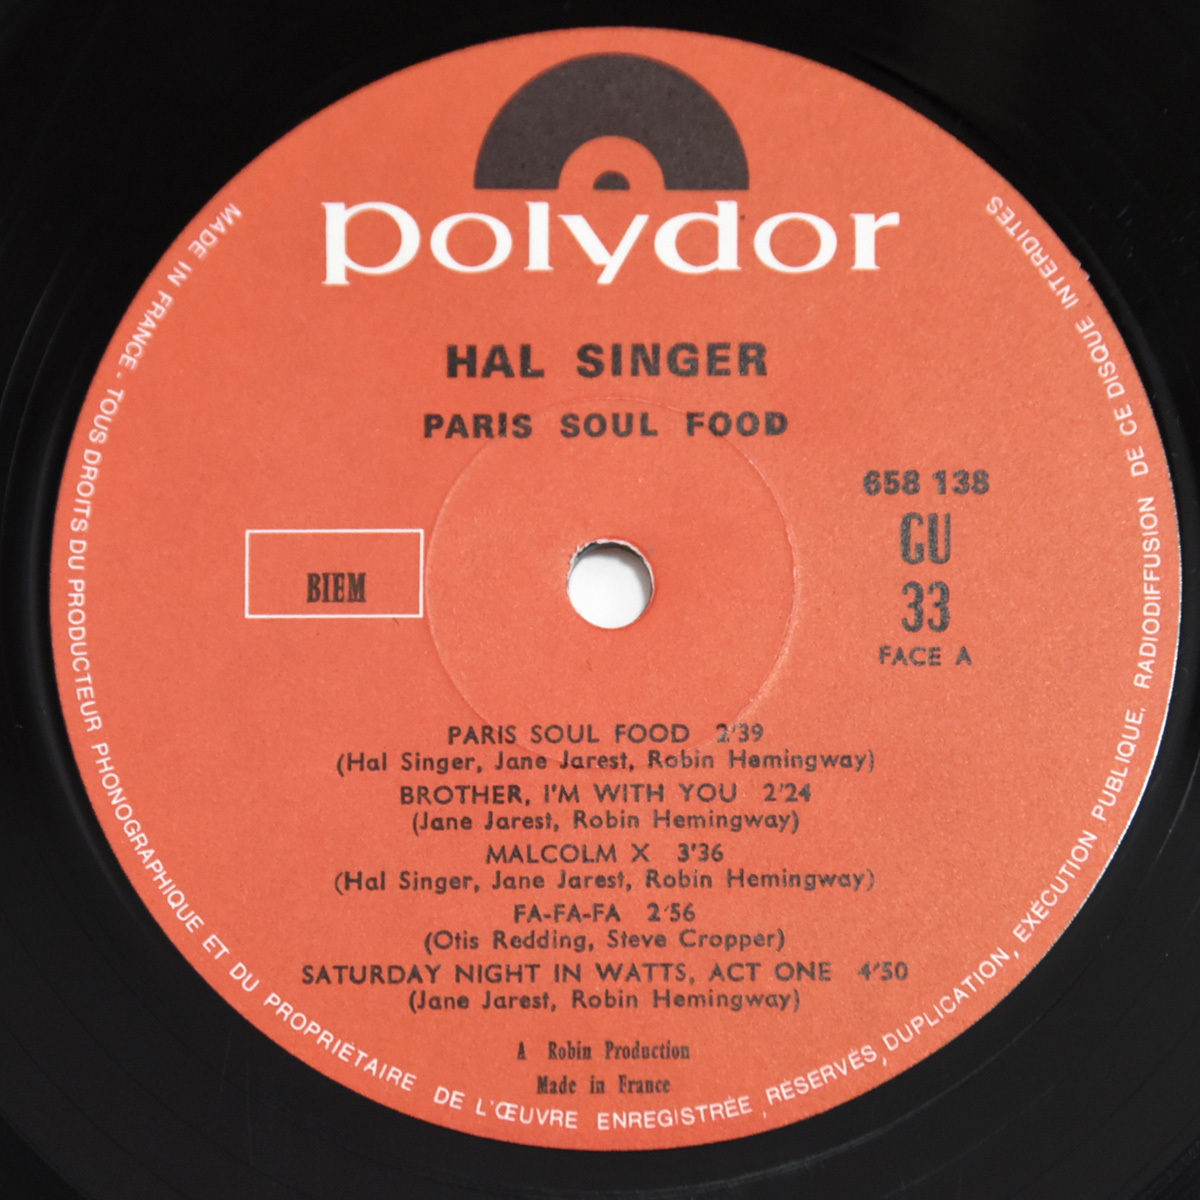 polydor
HAL SINGER
PARIS SOUL FOOD
658 138
GU
33
FACE A
BIEM
PARIS SOUL FOOD 2'39
(Hal Singer, Jane Jarest, Robin Hemingway)
BROTHER, I'M WITH YOU 2'24
(Jane Jarest, Robin Hemingway)
MALCOLM X 3'36
(Hal Singer, Jane Jarest, Robin Hemingway)
FA-FA-FA 2'56
(Otis Redding, Steve Cropper)
SATURDAY NIGHT IN WATTS, ACT ONE 4'50
(Jane Jarest, Robin Hemingway)
A Robin Production
Made in France
MADE IN FRANCE - TOUS DROITS DU PRODUCTEUR PHONOGRAPHIQUE ET DU PROPRIÉTAIRE DE L'ŒUVRE ENREGISTRÉE RÉSERVÉS, DUPLICATION, EXÉCUTION PUBLIQUE, RADIODIFFUSION DE CE DISQUE INTERDITES